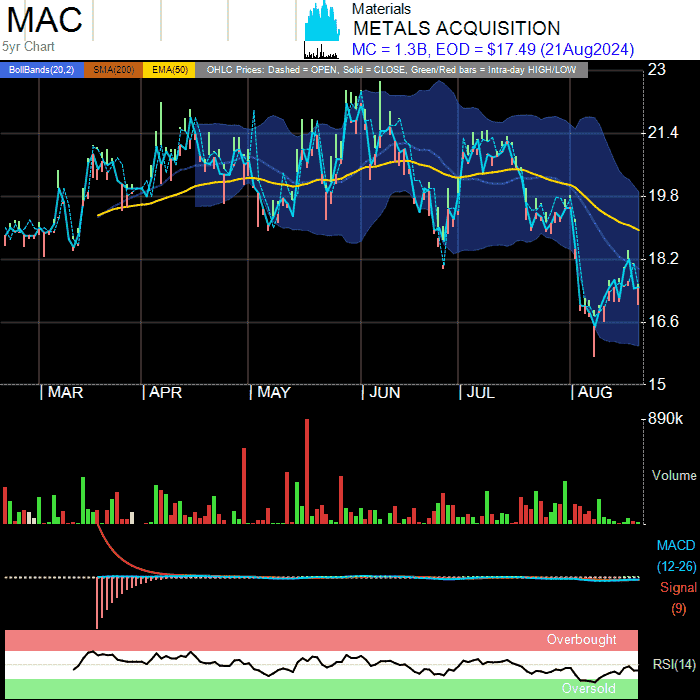 MAC
5yr Chart
Materials
METALS ACQUISITION
MC = 1.3B, EOD = $17.49 (21Aug2024)
BollBands(20,2) SMA(200) EMA(50) OHLC Prices: Dashed = OPEN, Solid = CLOSE, Green/Red bars = Intra-day HIGH/LOW
23
21.4
19.8
18.2
16.6
15
| MAR | APR | MAY | JUN | JUL | AUG
890k
Volume
MACD
(12-26)
Signal
(9)
Overbought
RSI(14)
Oversold